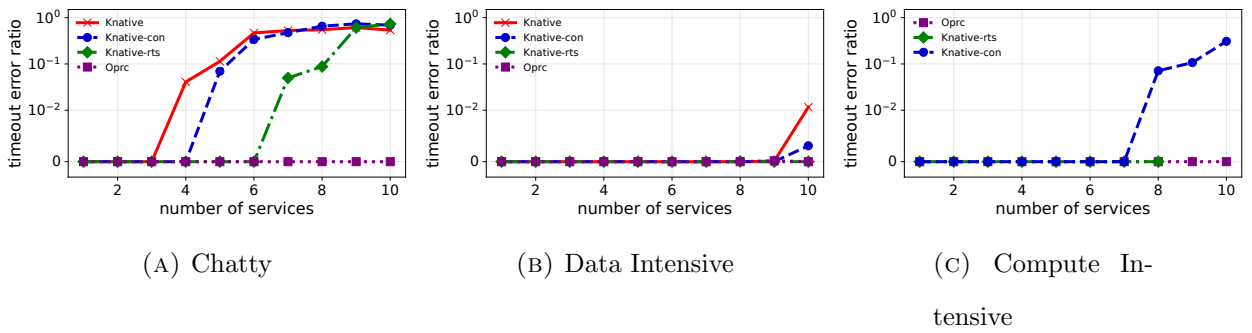 timeout error ratio
10^0
10^-1
10^-2
0
Knative
Knative-con
Knative-rts
Oprc
2 4 6 8 10
number of services
(A) Chatty
timeout error ratio
10^0
10^-1
10^-2
0
Knative
Knative-con
Knative-rts
Oprc
2 4 6 8 10
number of services
(B) Data Intensive
timeout error ratio
10^0
10^-1
10^-2
0
Oprc
Knative-rts
Knative-con
2 4 6 8 10
number of services
(C) Compute In-
tensive